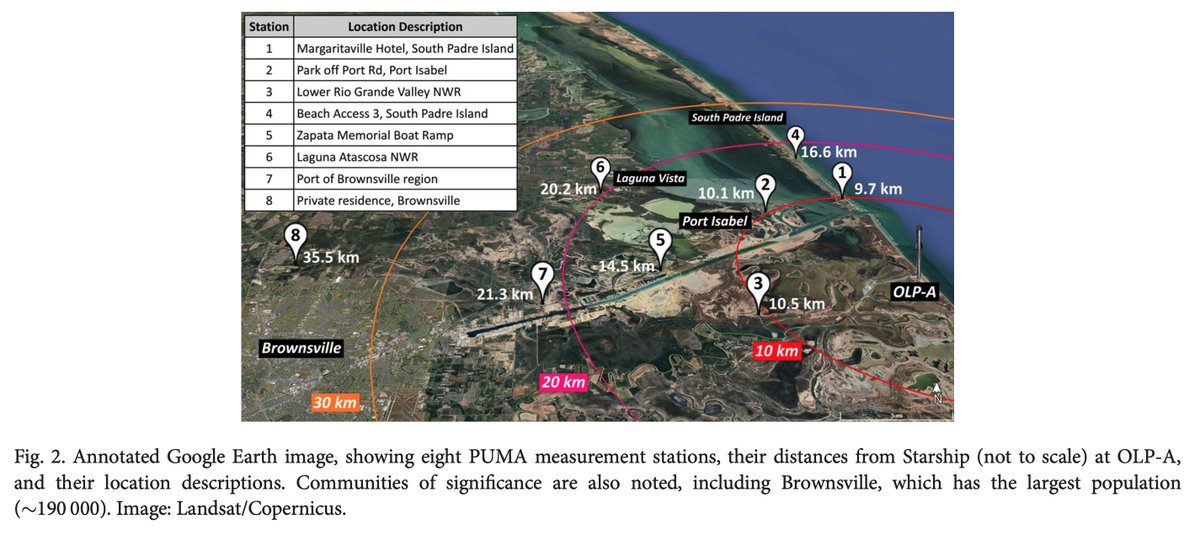 Station Location Description
1 Margaritaville Hotel, South Padre Island
2 Park off Port Rd, Port Isabel
3 Lower Rio Grande Valley NWR
4 Beach Access 3, South Padre Island
5 Zapata Memorial Boat Ramp
6 Laguna Atascosa NWR
7 Port of Brownsville region
8 Private residence, Brownsville
South Padre Island
4
16.6 km
6
20.2 km
Laguna Vista
2
10.1 km
1
9.7 km
Port Isabel
8
35.5 km
5
14.5 km
7
21.3 km
3
10.5 km
OLP-A
Brownsville
10 km
20 km
30 km
N
Fig. 2. Annotated Google Earth image, showing eight PUMA measurement stations, their distances from Starship (not to scale) at OLP-A,
and their location descriptions. Communities of significance are also noted, including Brownsville, which has the largest population
(∼190 000). Image: Landsat/Copernicus.